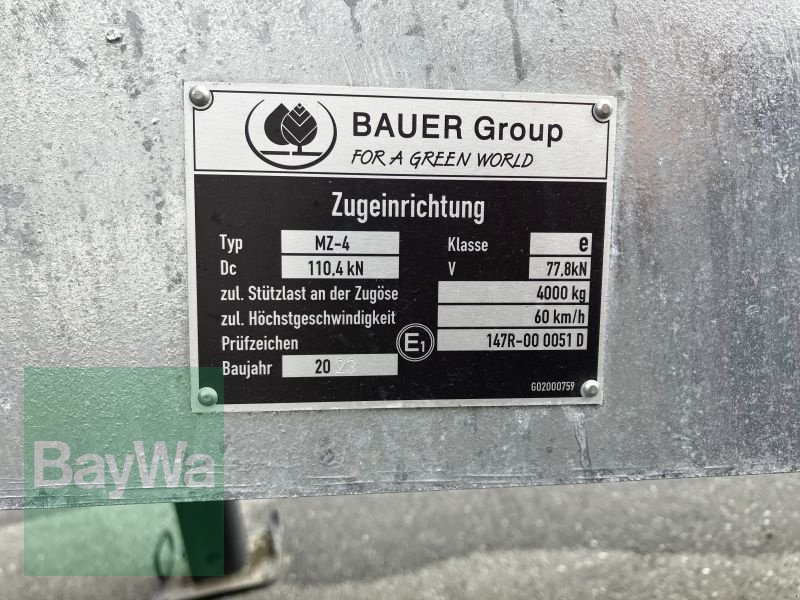 BAUER Group
FOR A GREEN WORLD
Zugeinrichtung
Typ MZ-4 Klasse e
Dc 110,4 kN V 77,8kN
zul. Stützlast an der Zugöse 4000 kg
zul. Höchstgeschwindigkeit 60 km/h
Prüfzeichen E1 147R-00 0051 D
Baujahr 2023
G02000759
BayWa